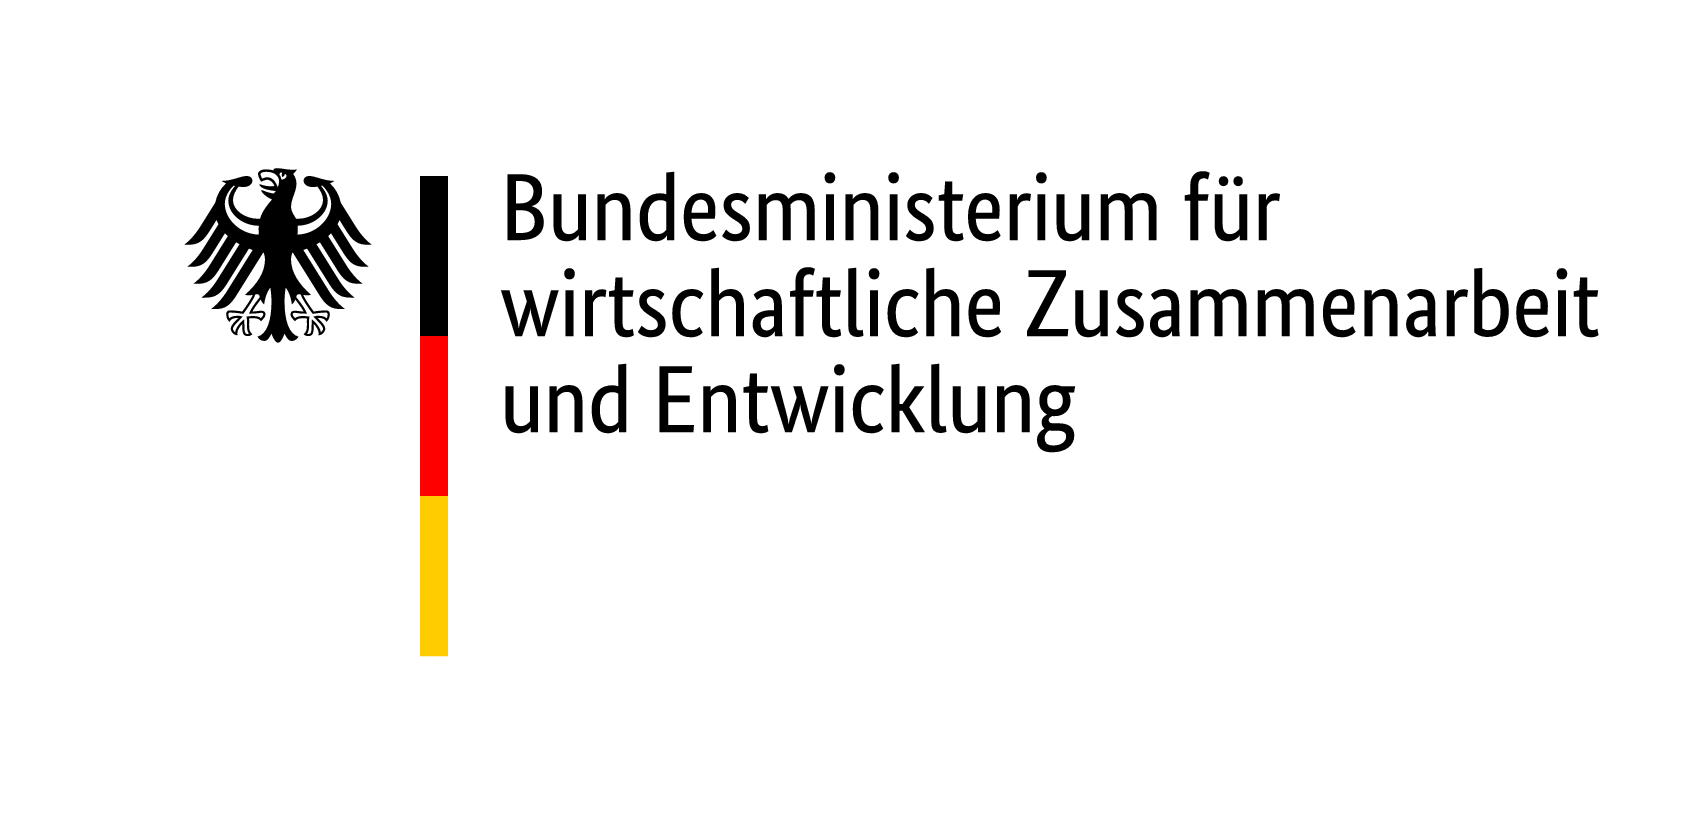 Bundesministerium für
wirtschaftliche Zusammenarbeit
und Entwicklung